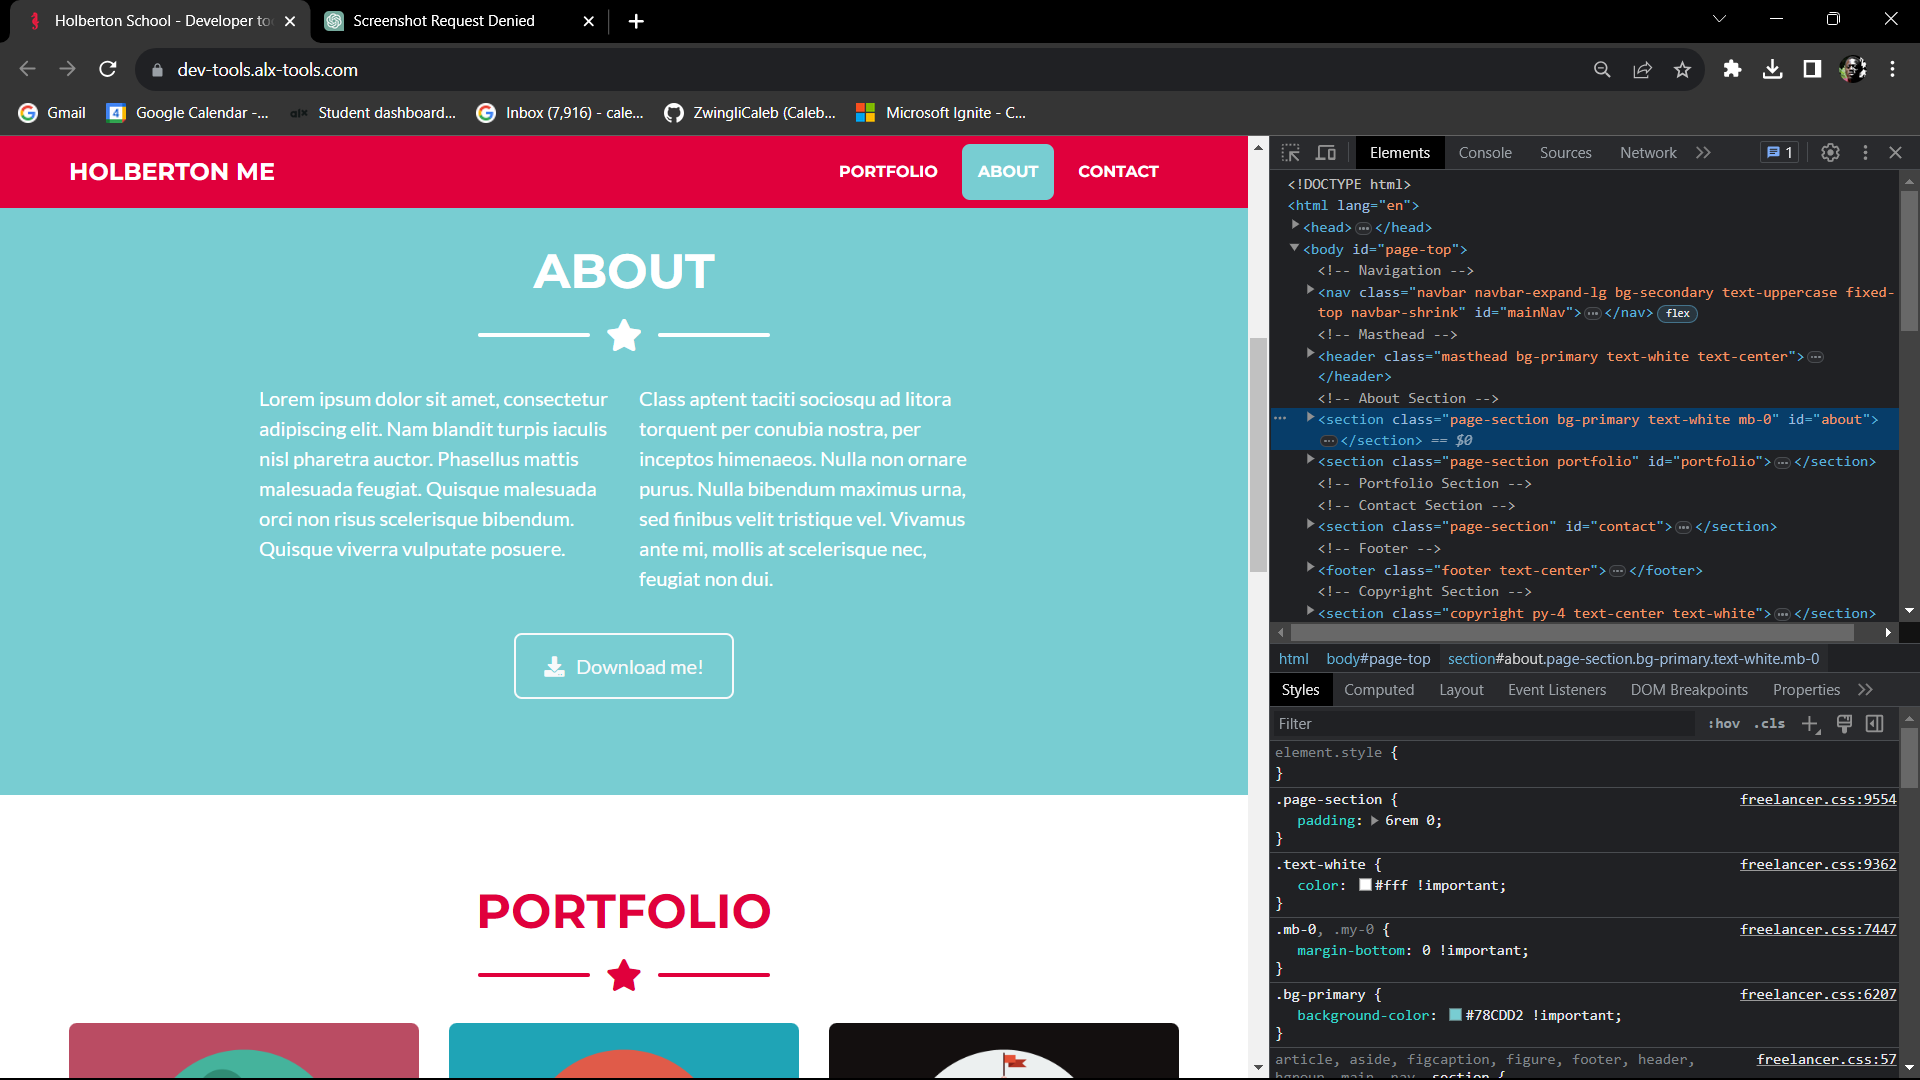 Holberton School - Developer to
Screenshot Request Denied
dev-tools.alx-tools.com
Gmail
Google Calendar -...
Student dashboard...
Inbox (7,916) - cale...
ZwingliCaleb (Caleb...
Microsoft Ignite - C...
HOLBERTON ME
PORTFOLIO
ABOUT
CONTACT
ABOUT
Lorem ipsum dolor sit amet, consectetur
adipiscing elit. Nam blandit turpis iaculis
nisl pharetra auctor. Phasellus mattis
malesuada feugiat. Quisque malesuada
orci non risus scelerisque bibendum.
Quisque viverra vulputate posuere.
Class aptent taciti sociosqu ad litora
torquent per conubia nostra, per
inceptos himenaeos. Nulla non ornare
purus. Nulla bibendum maximus urna,
sed finibus velit tristique vel. Vivamus
ante mi, mollis at scelerisque nec,
feugiat non dui.
Download me!
PORTFOLIO
Elements
Console
Sources
Network
1
<!DOCTYPE html>
<html lang="en">
<head>…</head>
<body id="page-top">
<!-- Navigation -->
<nav class="navbar navbar-expand-lg bg-secondary text-uppercase fixed-
top navbar-shrink" id="mainNav">…</nav> flex
<!-- Masthead -->
<header class="masthead bg-primary text-white text-center">…
</header>
<!-- About Section -->
… <section class="page-section bg-primary text-white mb-0" id="about">
…</section> == $0
<section class="page-section portfolio" id="portfolio">…</section>
<!-- Portfolio Section -->
<!-- Contact Section -->
<section class="page-section" id="contact">…</section>
<!-- Footer -->
<footer class="footer text-center">…</footer>
<!-- Copyright Section -->
<section class="copyright py-4 text-center text-white">…</section>
html
body#page-top
section#about.page-section.bg-primary.text-white.mb-0
Styles
Computed
Layout
Event Listeners
DOM Breakpoints
Properties
Filter
:hov
.cls
element.style {
}
.page-section { freelancer.css:9554
padding: 6rem 0;
}
.text-white { freelancer.css:9362
color: #fff !important;
}
.mb-0, .my-0 { freelancer.css:7447
margin-bottom: 0 !important;
}
.bg-primary { freelancer.css:6207
background-color: #78CDD2 !important;
}
article, aside, figcaption, figure, footer, header, freelancer.css:57
hgroup, main, nav, section {